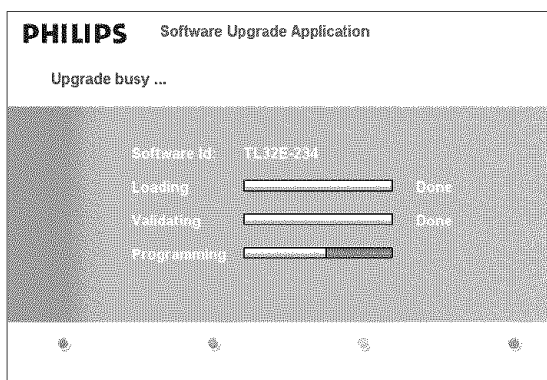 PHILIPS Software Upgrade Application
Upgrade busy ...
Software Id TL32E-234
Loading Done
Validating Done
Programming